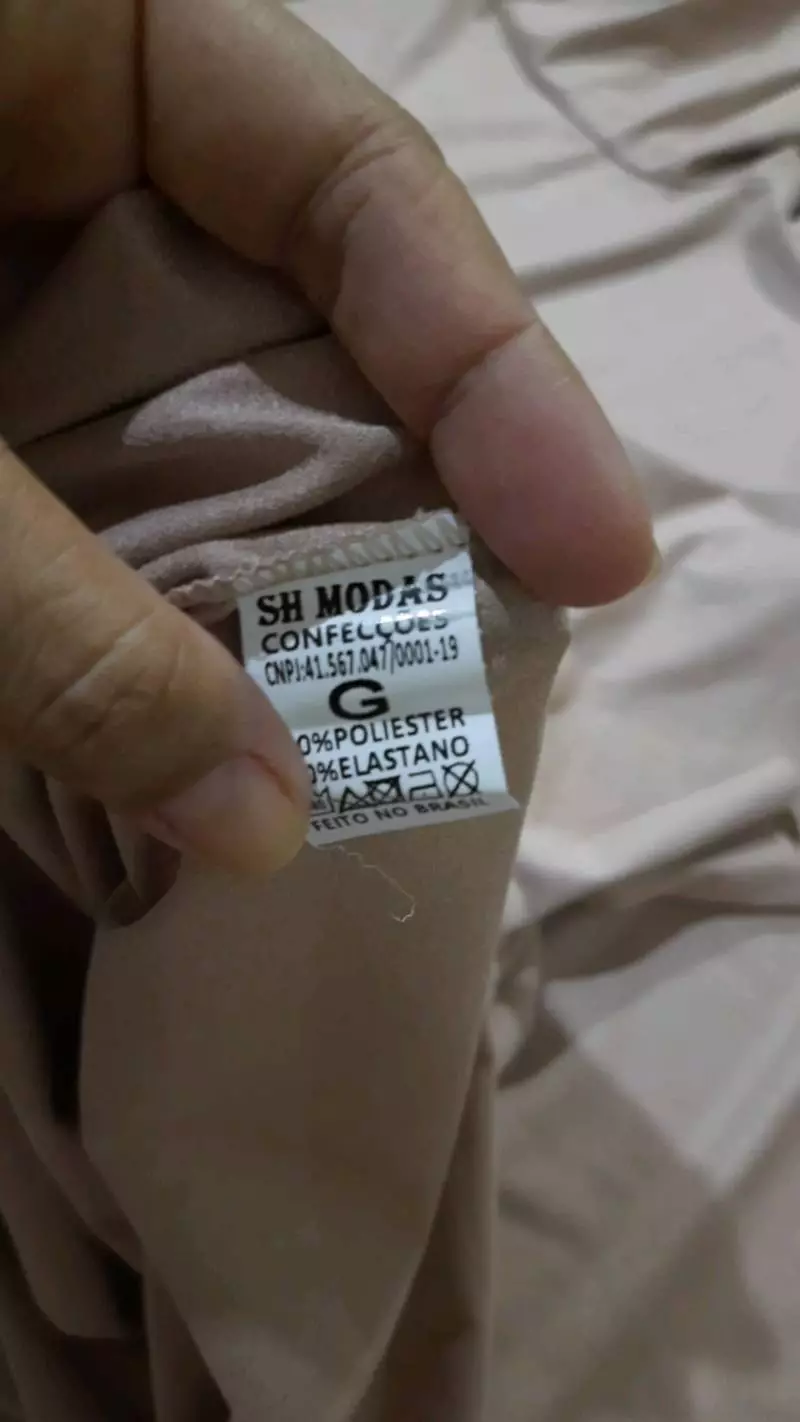 SH MODAS
CONFECÇÕES
CNPJ:41.567.047/0001-19
G
0%POLIESTER
0%ELASTANO
FEITO NO BRASIL